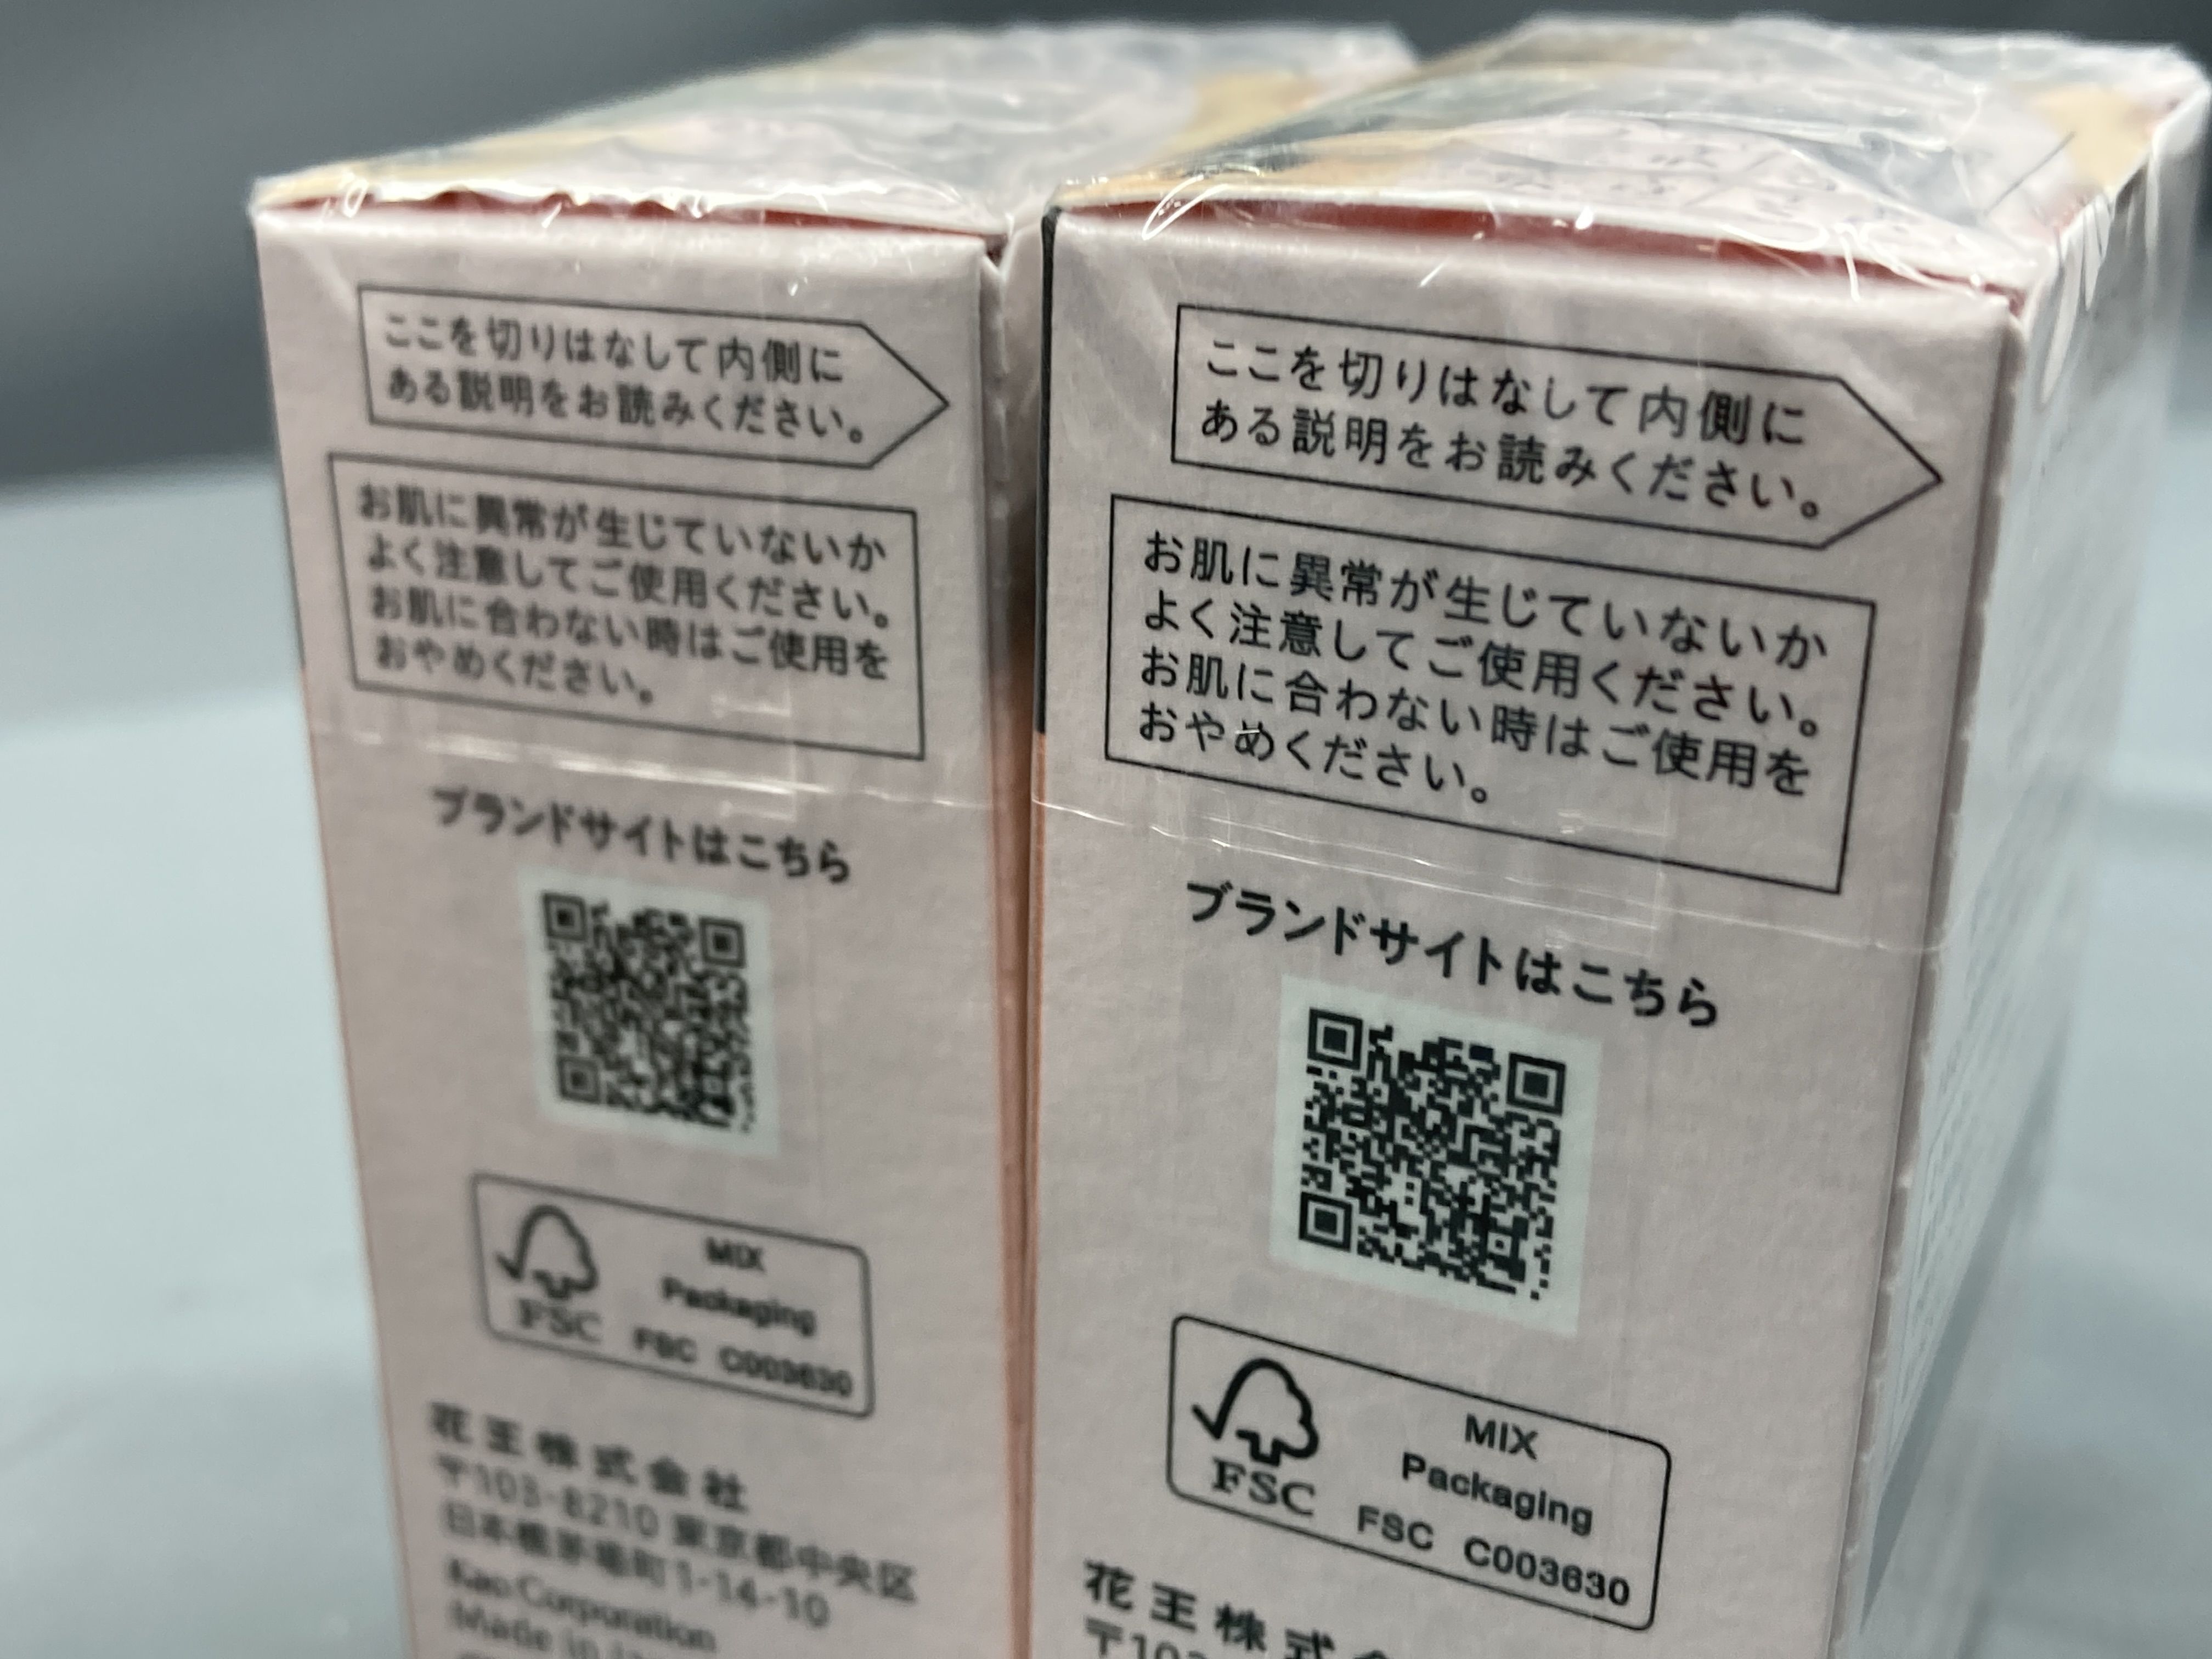 ここを切りはなして内側に
ある説明をお読みください。
お肌に異常が生じていないか
よく注意してご使用ください。
お肌に合わない時はご使用を
おやめください。
ブランドサイトはこちら
MIX
Packaging
FSC
FSC C003630
花王株式会社
〒103-8210 東京都中央区
日本橋茅場町1-14-10
Kao Corporation
Made in
ここを切りはなして内側に
ある説明をお読みください。
お肌に異常が生じていないか
よく注意してご使用ください。
お肌に合わない時はご使用を
おやめください。
ブランドサイトはこちら
MIX
Packaging
FSC
FSC C003630
花王株式
〒103